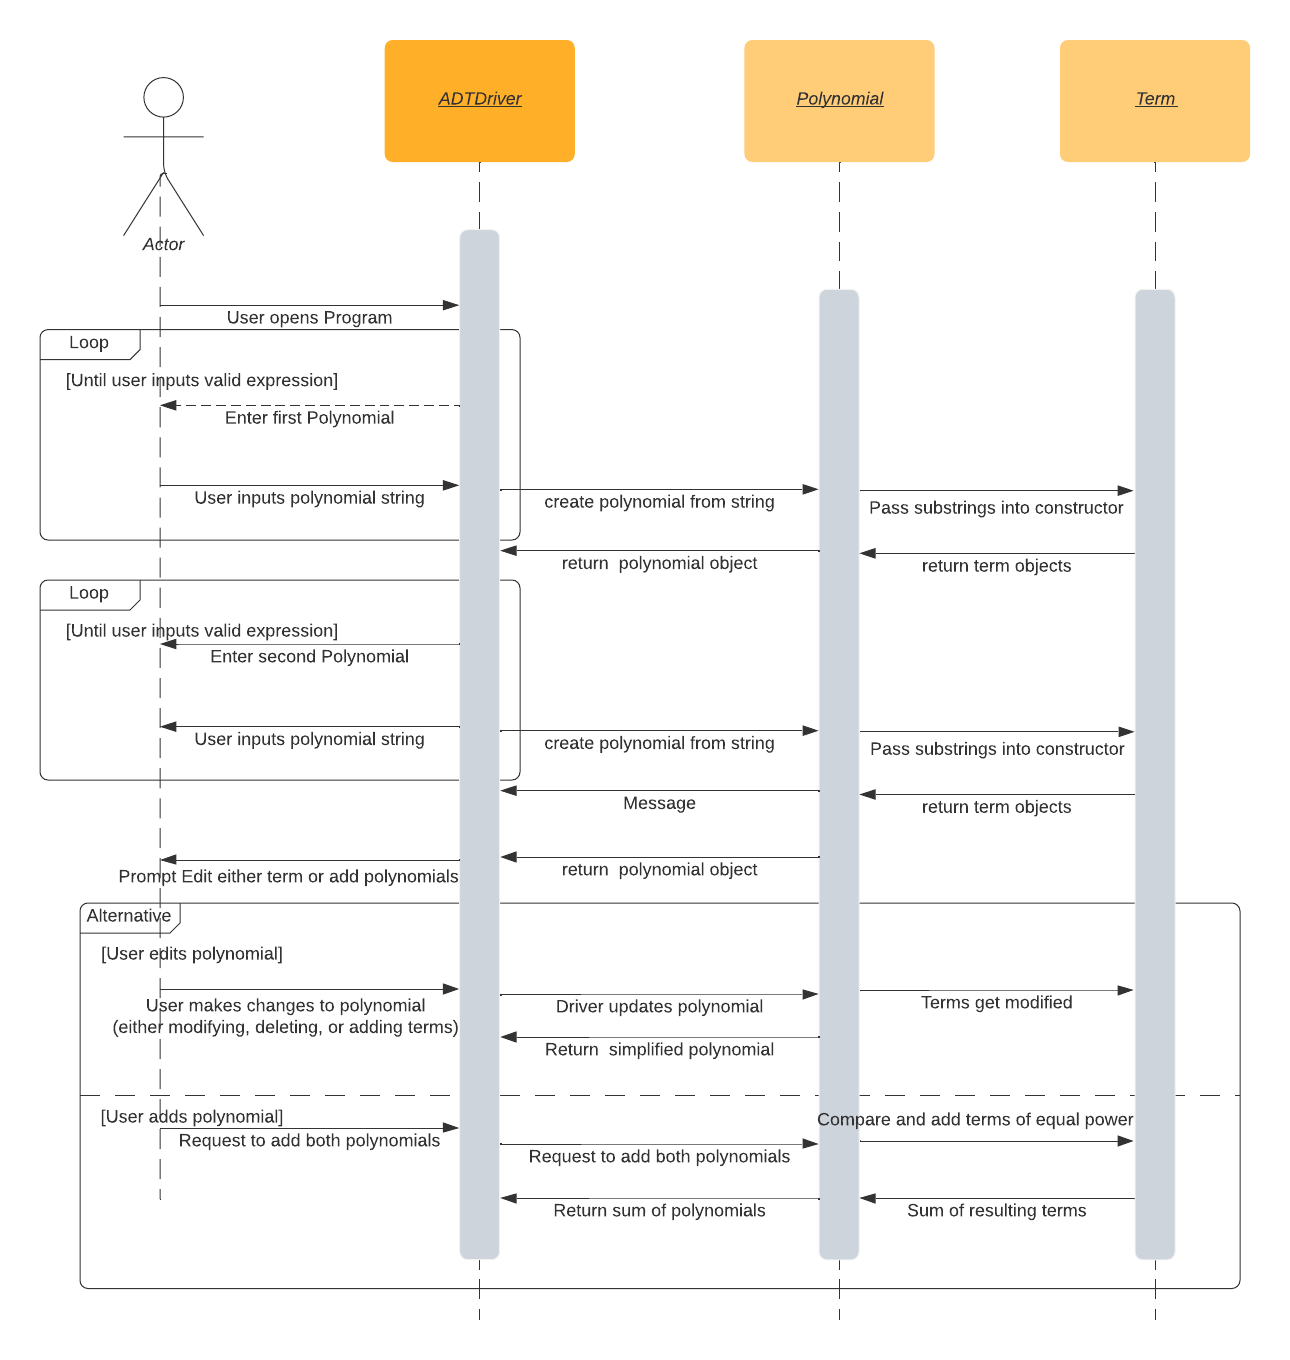 ADTDriver
Polynomial
Term
Actor
User opens Program
Loop
[Until user inputs valid expression]
Enter first Polynomial
User inputs polynomial string
create polynomial from string
Pass substrings into constructor
return  polynomial object
return term objects
Loop
[Until user inputs valid expression]
Enter second Polynomial
User inputs polynomial string
create polynomial from string
Pass substrings into constructor
Message
return term objects
return  polynomial object
Prompt Edit either term or add polynomials
Alternative
[User edits polynomial]
User makes changes to polynomial
(either modifying, deleting, or adding terms)
Driver updates polynomial
Terms get modified
Return  simplified polynomial
[User adds polynomial]
Compare and add terms of equal power
Request to add both polynomials
Request to add both polynomials
Return sum of polynomials
Sum of resulting terms